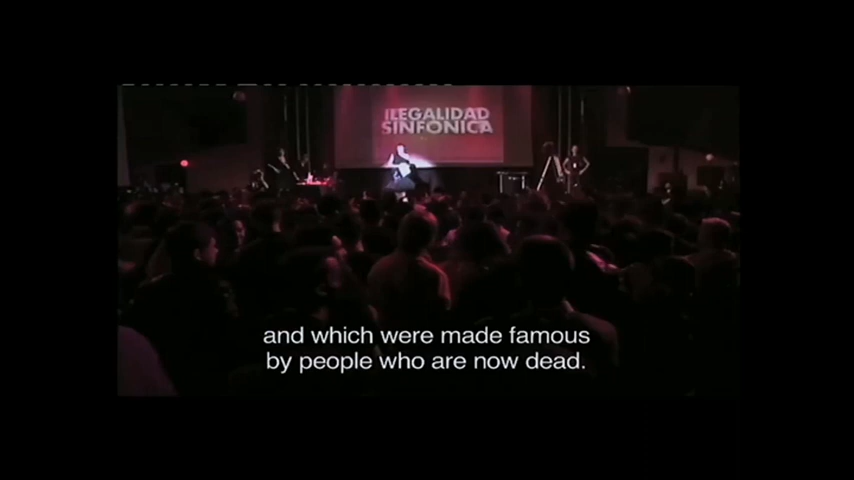 ILEGALIDAD
SINFONICA
and which were made famous
by people who are now dead.